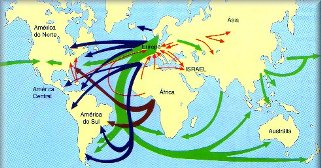 América
do Norte
Ásia
Europa
ISRAEL
América
Central
África
América
do Sul
Austrália